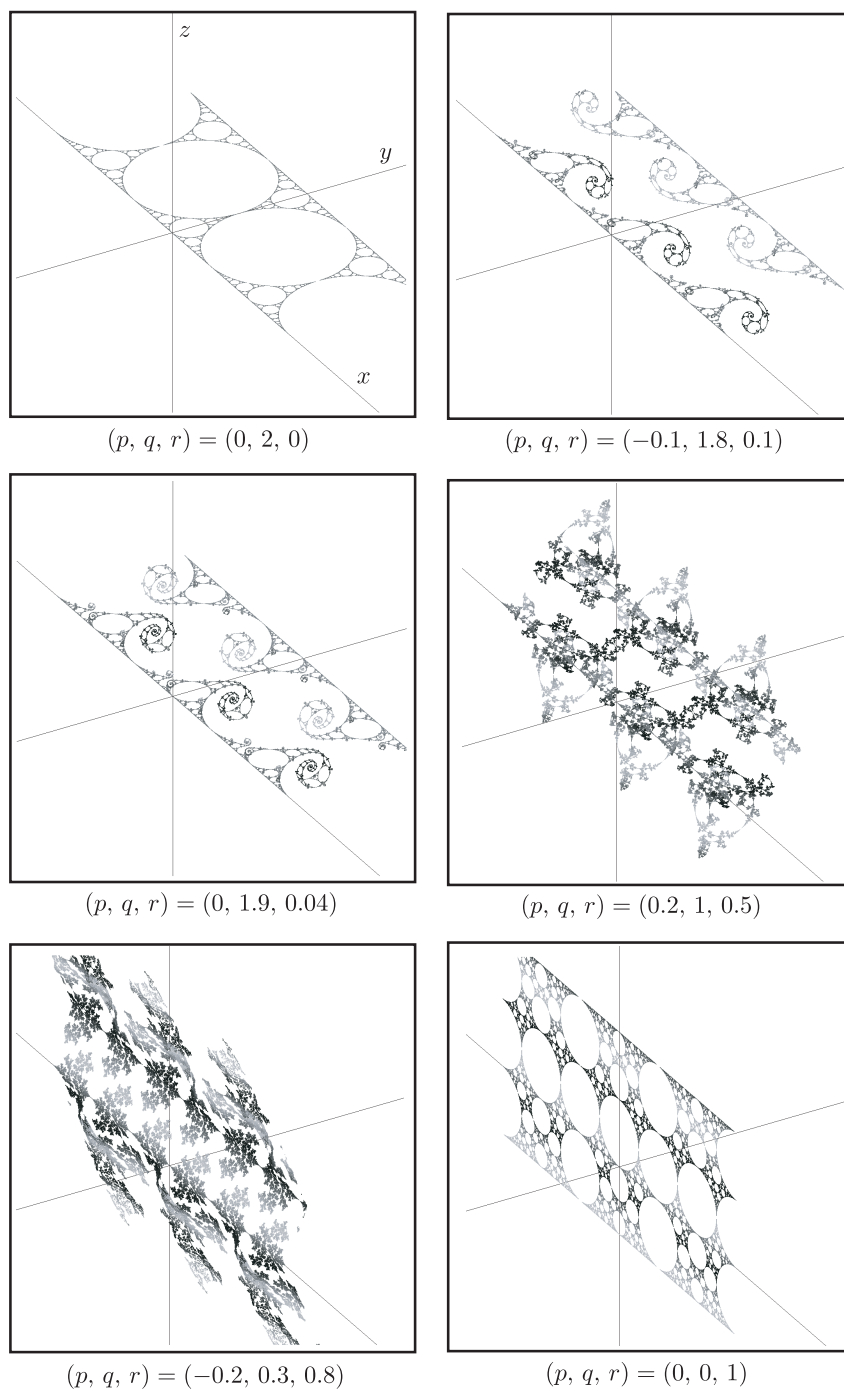 z
y
x
(p, q, r) = (0, 2, 0)
(p, q, r) = (−0.1, 1.8, 0.1)
(p, q, r) = (0, 1.9, 0.04)
(p, q, r) = (0.2, 1, 0.5)
(p, q, r) = (−0.2, 0.3, 0.8)
(p, q, r) = (0, 0, 1)